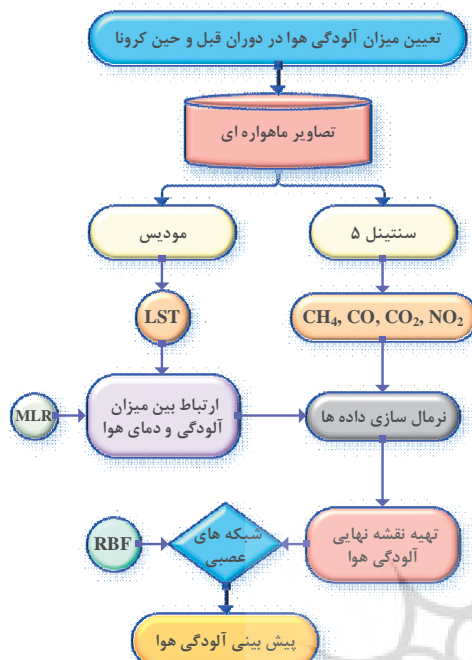 تعیین میزان آلودگی هوا در دوران قبل و حین کرونا
تصاویر ماهواره ای
سنتینل ۵
مودیس
CH₄, CO, CO₂, NO₂
LST
ارتباط بین میزان
آلودگی و دمای هوا
MLR
نرمال سازی داده ها
تهیه نقشه نهایی
آلودگی هوا
شبکه های
عصبی
RBF
پیش بینی آلودگی هوا